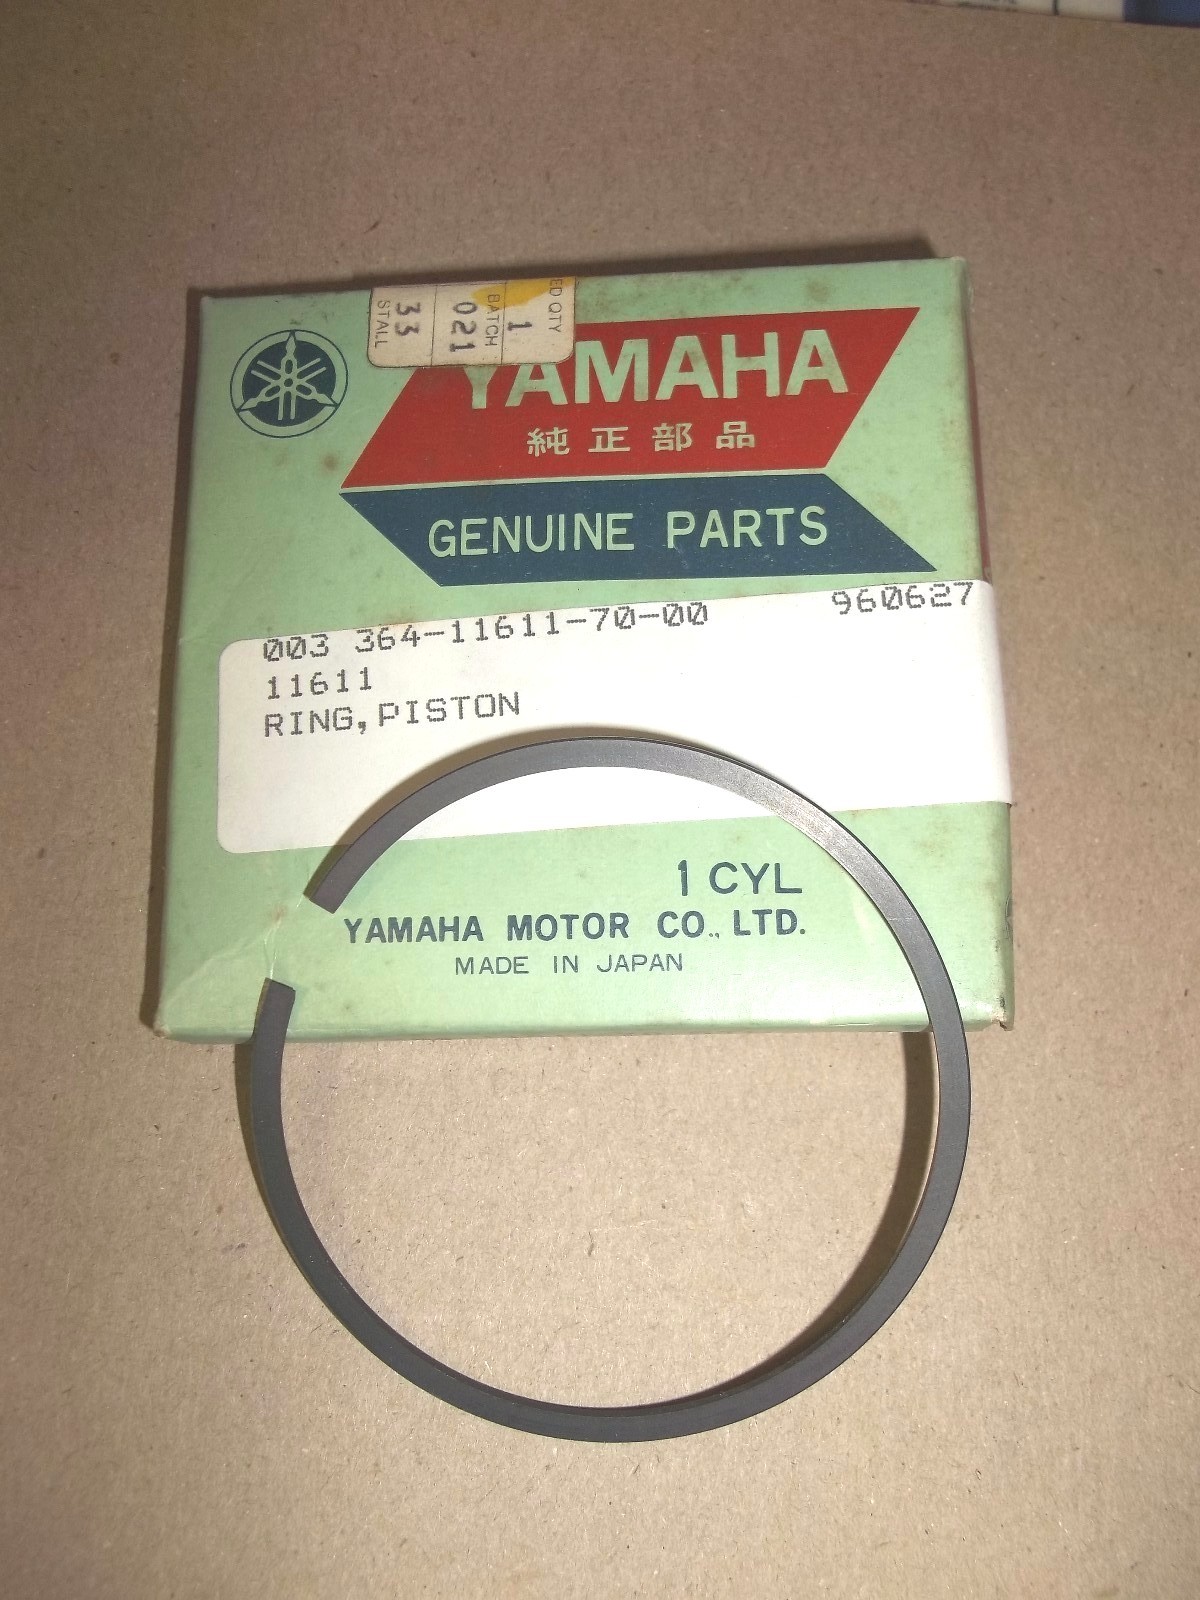 ED QTY
1
BATCH
021
33
STALL
YAMAHA
純正部品
GENUINE PARTS
003 364-11611-70-00 960627
11611
RING,PISTON
1 CYL
YAMAHA MOTOR CO., LTD.
MADE IN JAPAN